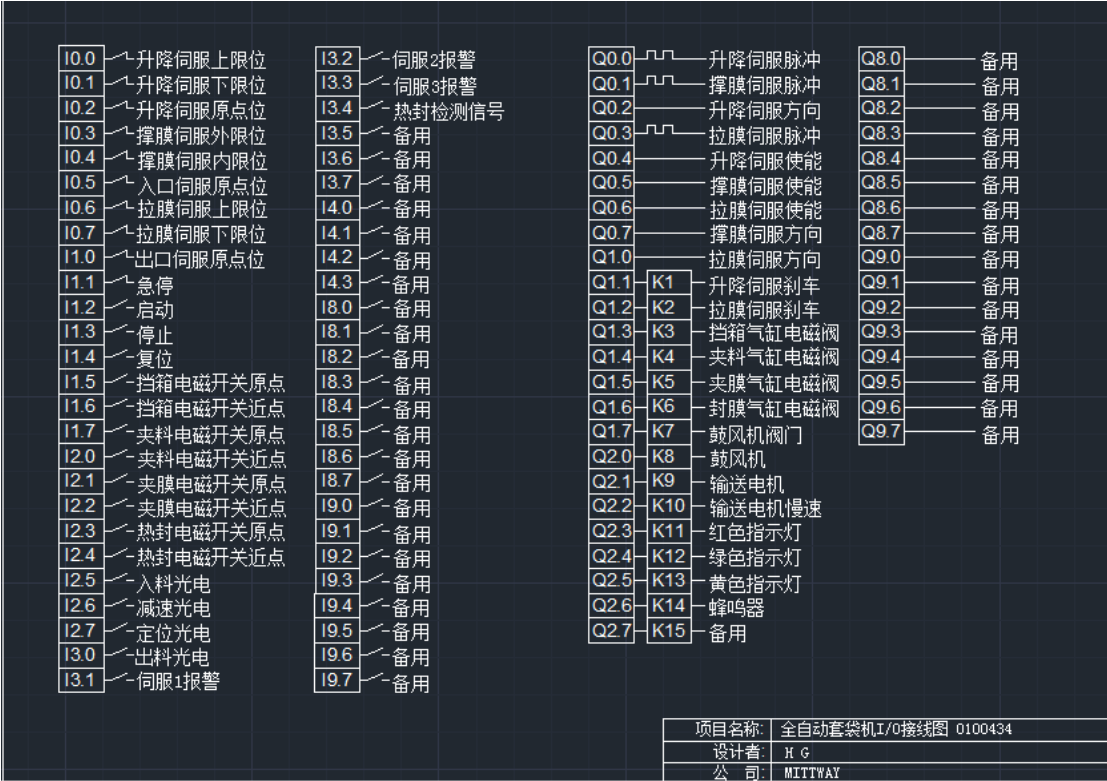 I0.0 升降伺服上限位
I0.1 升降伺服下限位
I0.2 升降伺服原点位
I0.3 撑膜伺服外限位
I0.4 撑膜伺服内限位
I0.5 入口伺服原点位
I0.6 拉膜伺服上限位
I0.7 拉膜伺服下限位
I1.0 出口伺服原点位
I1.1 急停
I1.2 启动
I1.3 停止
I1.4 复位
I1.5 挡箱电磁开关原点
I1.6 挡箱电磁开关近点
I1.7 夹料电磁开关原点
I2.0 夹料电磁开关近点
I2.1 夹膜电磁开关原点
I2.2 夹膜电磁开关近点
I2.3 热封电磁开关原点
I2.4 热封电磁开关近点
I2.5 入料光电
I2.6 减速光电
I2.7 定位光电
I3.0 出料光电
I3.1 伺服1报警
I3.2 伺服2报警
I3.3 伺服3报警
I3.4 热封检测信号
I3.5 备用
I3.6 备用
I3.7 备用
I4.0 备用
I4.1 备用
I4.2 备用
I4.3 备用
I8.0 备用
I8.1 备用
I8.2 备用
I8.3 备用
I8.4 备用
I8.5 备用
I8.6 备用
I8.7 备用
I9.0 备用
I9.1 备用
I9.2 备用
I9.3 备用
I9.4 备用
I9.5 备用
I9.6 备用
I9.7 备用
Q0.0 升降伺服脉冲
Q0.1 撑膜伺服脉冲
Q0.2 升降伺服方向
Q0.3 拉膜伺服脉冲
Q0.4 升降伺服使能
Q0.5 撑膜伺服使能
Q0.6 拉膜伺服使能
Q0.7 撑膜伺服方向
Q1.0 拉膜伺服方向
Q1.1 K1 升降伺服刹车
Q1.2 K2 拉膜伺服刹车
Q1.3 K3 挡箱气缸电磁阀
Q1.4 K4 夹料气缸电磁阀
Q1.5 K5 夹膜气缸电磁阀
Q1.6 K6 封膜气缸电磁阀
Q1.7 K7 鼓风机阀门
Q2.0 K8 鼓风机
Q2.1 K9 输送电机
Q2.2 K10 输送电机慢速
Q2.3 K11 红色指示灯
Q2.4 K12 绿色指示灯
Q2.5 K13 黄色指示灯
Q2.6 K14 蜂鸣器
Q2.7 K15 备用
Q8.0 备用
Q8.1 备用
Q8.2 备用
Q8.3 备用
Q8.4 备用
Q8.5 备用
Q8.6 备用
Q8.7 备用
Q9.0 备用
Q9.1 备用
Q9.2 备用
Q9.3 备用
Q9.4 备用
Q9.5 备用
Q9.6 备用
Q9.7 备用
项目名称: 全自动套袋机I/O接线图 0100434
设计者: H G
公 司: MITTWAY